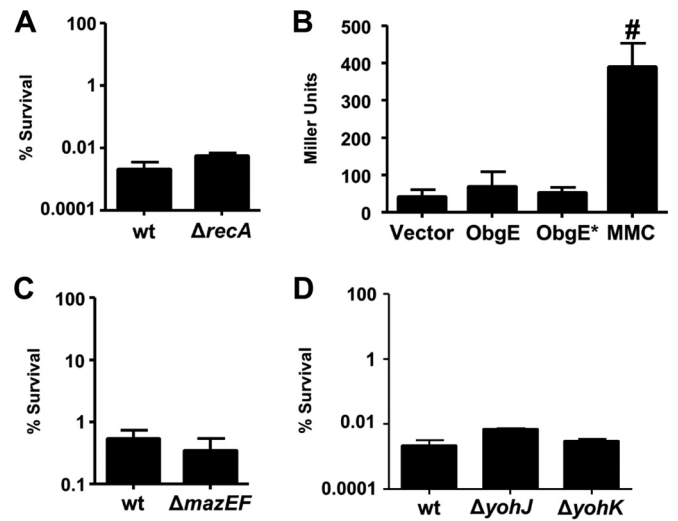 A
% Survival
100
1
0.01
0.0001
wt
ΔrecA
B
Miller Units
500
400
300
200
100
0
#
Vector
ObgE
ObgE*
MMC
C
% Survival
100
10
1
0.1
wt
ΔmazEF
D
% Survival
100
1
0.01
0.0001
wt
ΔyohJ
ΔyohK